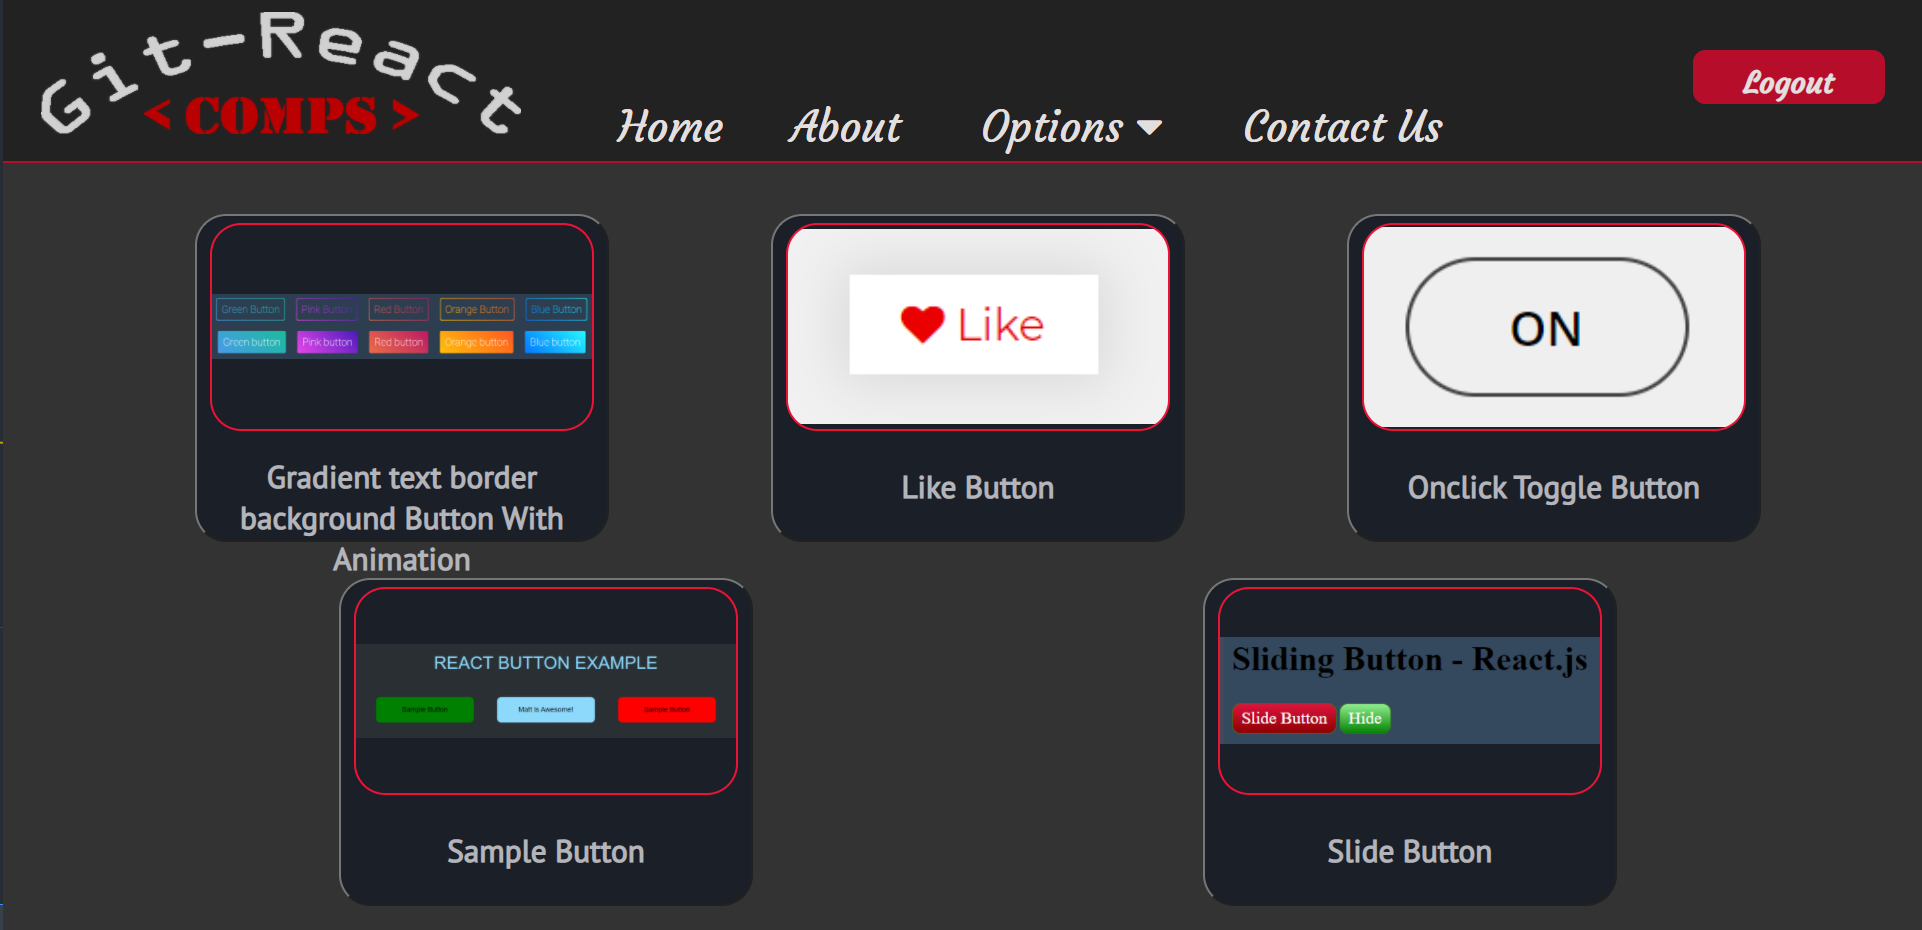 Git-React
< COMPS >
Home About Options Contact Us
Logout
Green Button Pink Button Red Button Orange Button Blue Button
Green button Pink button Red button Orange button Blue button
Like
ON
Gradient text border
background Button With
Animation
Like Button
Onclick Toggle Button
REACT BUTTON EXAMPLE
Sample Button Matt is Awesome! Sample Button
Sliding Button - React.js
Slide Button Hide
Sample Button
Slide Button